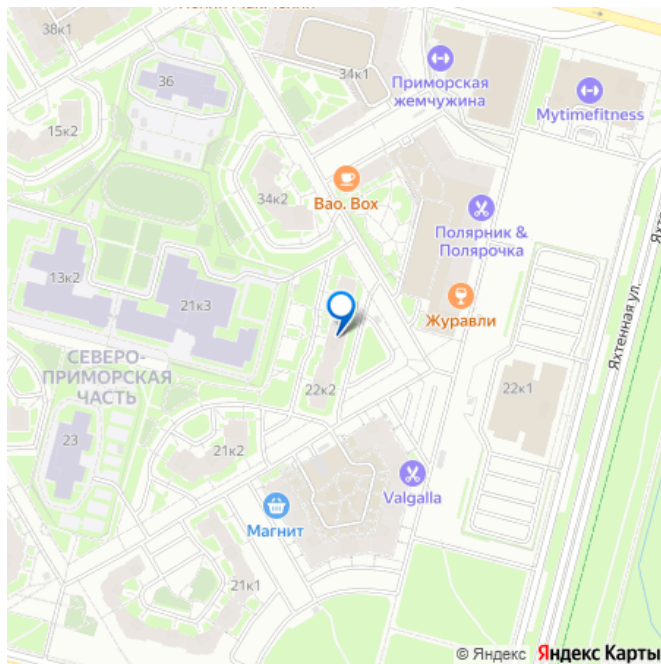 38к1
36
34к1
Приморская
жемчужина
Mytimefitness
15к2
34к2
Bao. Box
Полярник &
Полярочка
13к2
21к3
Журавли
Яхтенная ул.
СЕВЕРО-
ПРИМОРСКАЯ
ЧАСТЬ
22к2
22к1
23
21к2
Valgalla
Магнит
21к1
© Яндекс Яндекс Карты